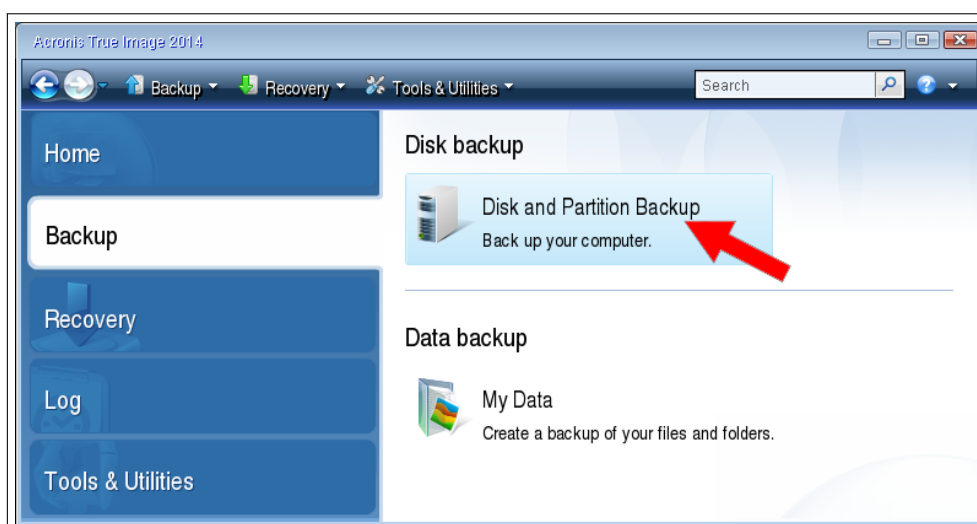 Acronis True Image 2014
Backup Recovery Tools & Utilities Search
Home
Backup
Recovery
Log
Tools & Utilities
Disk backup
Disk and Partition Backup
Back up your computer.
Data backup
My Data
Create a backup of your files and folders.